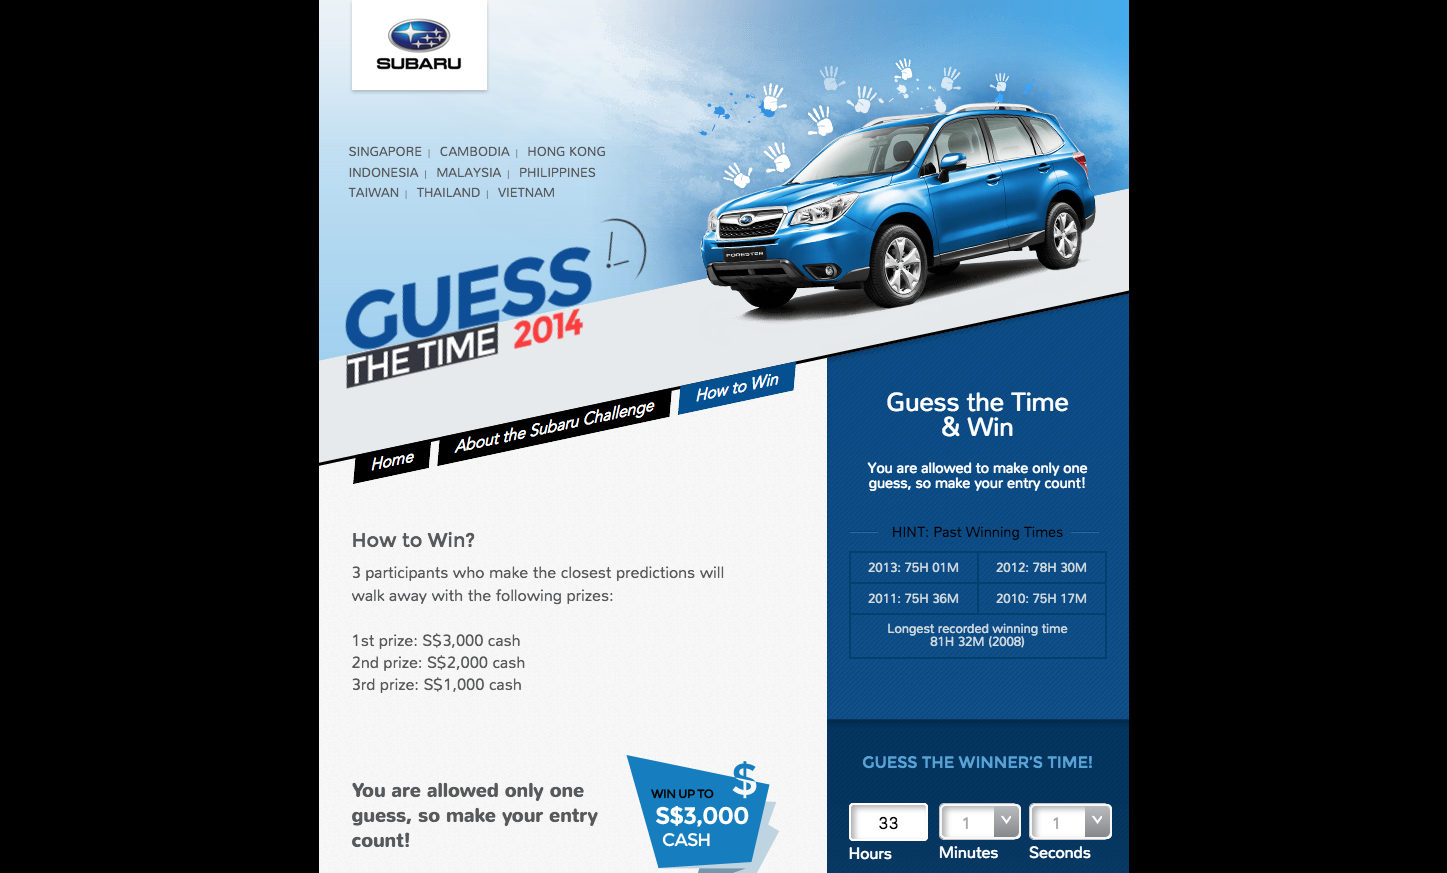 SUBARU
SINGAPORE | CAMBODIA | HONG KONG
INDONESIA | MALAYSIA | PHILIPPINES
TAIWAN | THAILAND | VIETNAM
FORESTER
GUESS
THE TIME 2014
Home
About the Subaru Challenge
How to Win
How to Win?
3 participants who make the closest predictions will
walk away with the following prizes:
1st prize: S$3,000 cash
2nd prize: S$2,000 cash
3rd prize: S$1,000 cash
You are allowed only one
guess, so make your entry
count!
$
WIN UP TO
S$3,000
CASH
Guess the Time
& Win
You are allowed to make only one
guess, so make your entry count!
HINT: Past Winning Times
2013: 75H 01M
2012: 78H 30M
2011: 75H 36M
2010: 75H 17M
Longest recorded winning time
81H 32M (2008)
GUESS THE WINNER'S TIME!
33
1
1
Hours
Minutes
Seconds